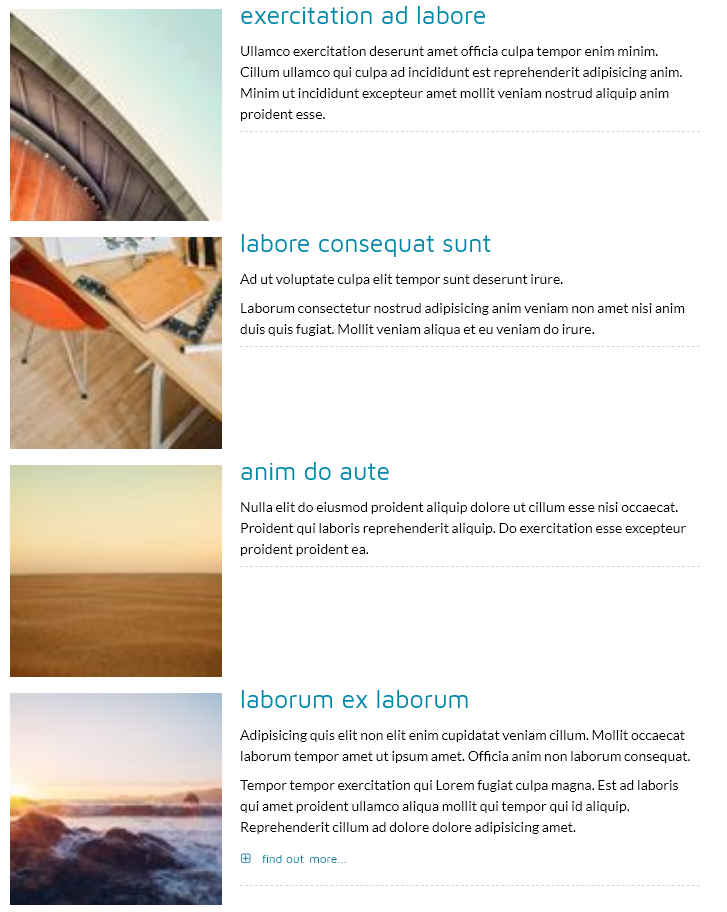 exercitation ad labore
Ullamco exercitation deserunt amet officia culpa tempor enim minim.
Cillum ullamco qui culpa ad incididunt est reprehenderit adipisicing anim.
Minim ut incididunt excepteur amet mollit veniam nostrud aliquip anim
proident esse.
labore consequat sunt
Ad ut voluptate culpa elit tempor sunt deserunt irure.
Laborum consectetur nostrud adipisicing anim veniam non amet nisi anim
duis quis fugiat. Mollit veniam aliqua et eu veniam do irure.
anim do aute
Nulla elit do eiusmod proident aliquip dolore ut cillum esse nisi occaecat.
Proident qui laboris reprehenderit aliquip. Do exercitation esse excepteur
proident proident ea.
laborum ex laborum
Adipisicing quis elit non elit enim cupidatat veniam cillum. Mollit occaecat
laborum tempor amet ut ipsum amet. Officia anim non laborum consequat.
Tempor tempor exercitation qui Lorem fugiat culpa magna. Est ad laboris
qui amet proident ullamco aliqua mollit qui tempor qui id aliquip.
Reprehenderit cillum ad dolore dolore adipisicing amet.
find out more...